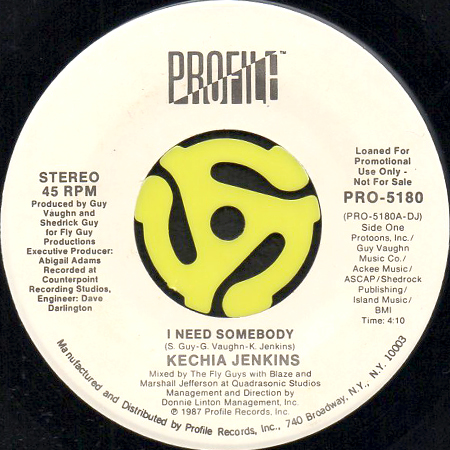 PROFILE™
STEREO
45 RPM
Produced by Guy
Vaughn and
Shedrick Guy
for Fly Guy
Productions
Executive Producer:
Abigail Adams
Recorded at
Counterpoint
Recording Studios,
Engineer: Dave
Darlington
Loaned For
Promotional
Use Only -
Not For Sale
PRO-5180
(PRO-5180A-DJ)
Side One
Protoons, Inc./
Guy Vaughn
Music Co./
Ackee Music/
ASCAP/Shedrock
Publishing/
Island Music/
BMI
Time: 4:10
I NEED SOMEBODY
(S. Guy-G. Vaughn-K. Jenkins)
KECHIA JENKINS
Mixed by The Fly Guys with Blaze and
Marshall Jefferson at Quadrasonic Studios
Management and Direction by
Donnie Linton Management, Inc.
℗ 1987 Profile Records, Inc.
Manufactured and Distributed by Profile Records, Inc., 740 Broadway, N.Y., N.Y. 10003